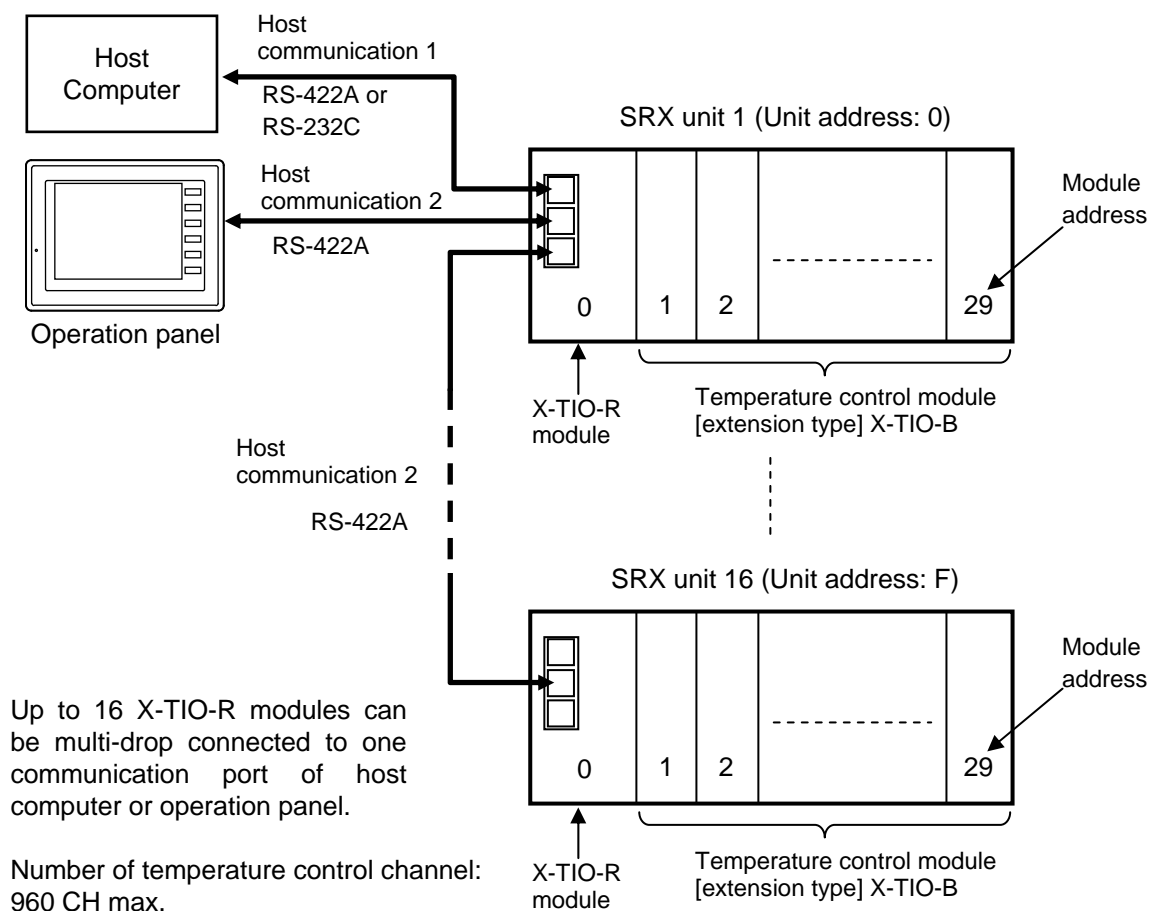 Host
Computer
Host
communication 1
RS-422A or
RS-232C
Host
communication 2
RS-422A
Operation panel
SRX unit 1 (Unit address: 0)
Module
address
0
1
2
29
X-TIO-R
module
Temperature control module
[extension type] X-TIO-B
Host
communication 2
RS-422A
SRX unit 16 (Unit address: F)
Module
address
0
1
2
29
X-TIO-R
module
Temperature control module
[extension type] X-TIO-B
Up to 16 X-TIO-R modules can
be multi-drop connected to one
communication port of host
computer or operation panel.
Number of temperature control channel:
960 CH max.